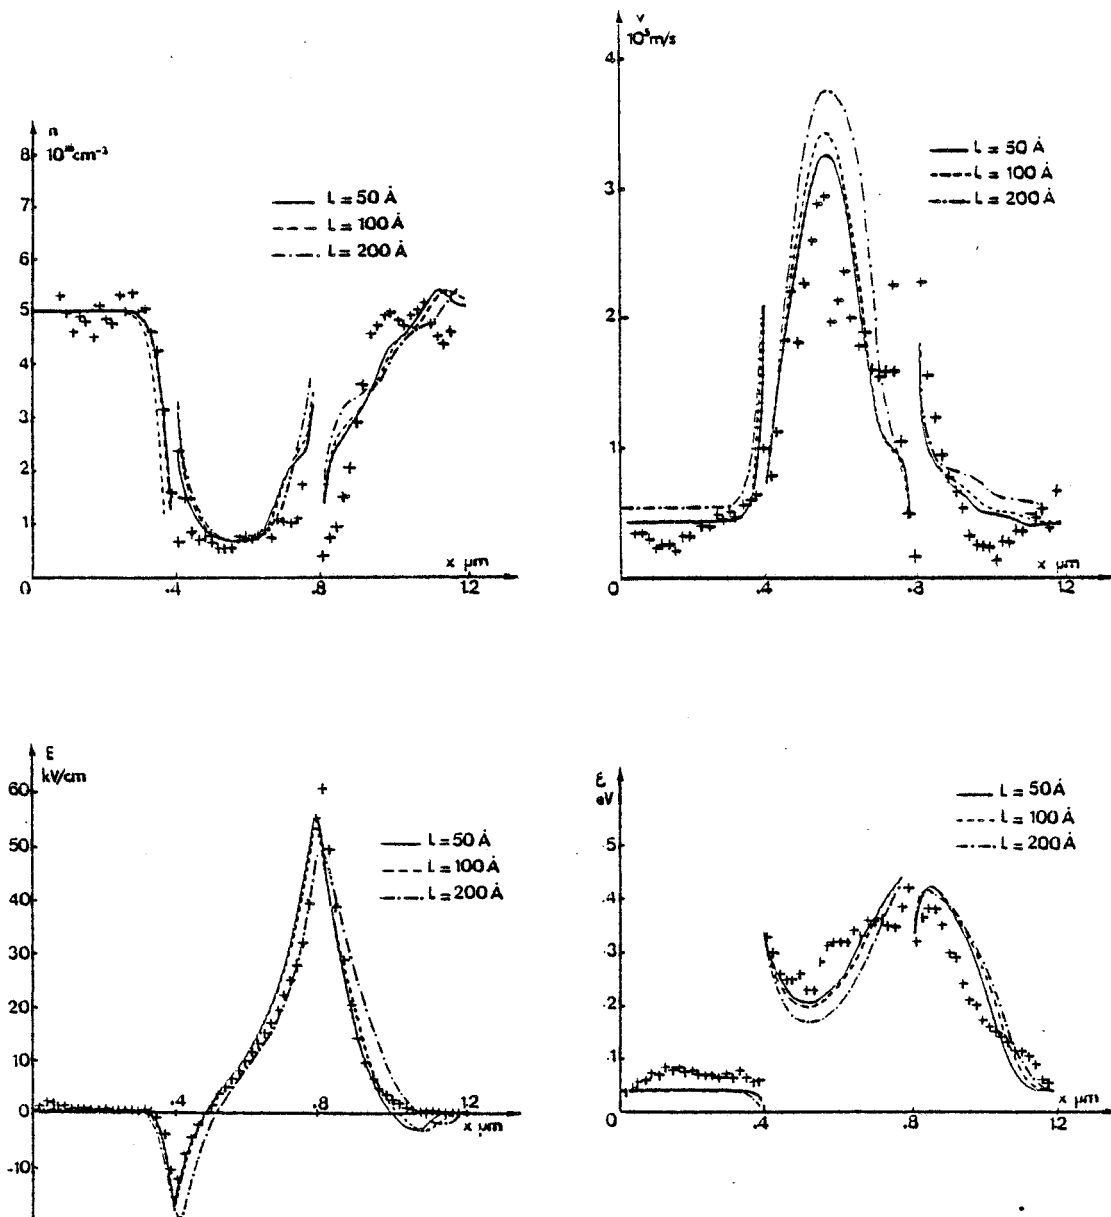 n
10¹⁶cm⁻³
8
7
6
5
4
3
2
1
0
.4
.8
1.2
x μm
L = 50 Å
L = 100 Å
L = 200 Å
v
10⁵m/s
4
3
2
1
0
.4
.8
1.2
x μm
L = 50 Å
L = 100 Å
L = 200 Å
E
kV/cm
60
50
40
30
20
10
0
-10
.4
.8
1.2
x μm
L = 50 Å
L = 100 Å
L = 200 Å
ε
eV
.5
.4
.3
.2
.1
0
.4
.8
1.2
x μm
L = 50 Å
L = 100 Å
L = 200 Å